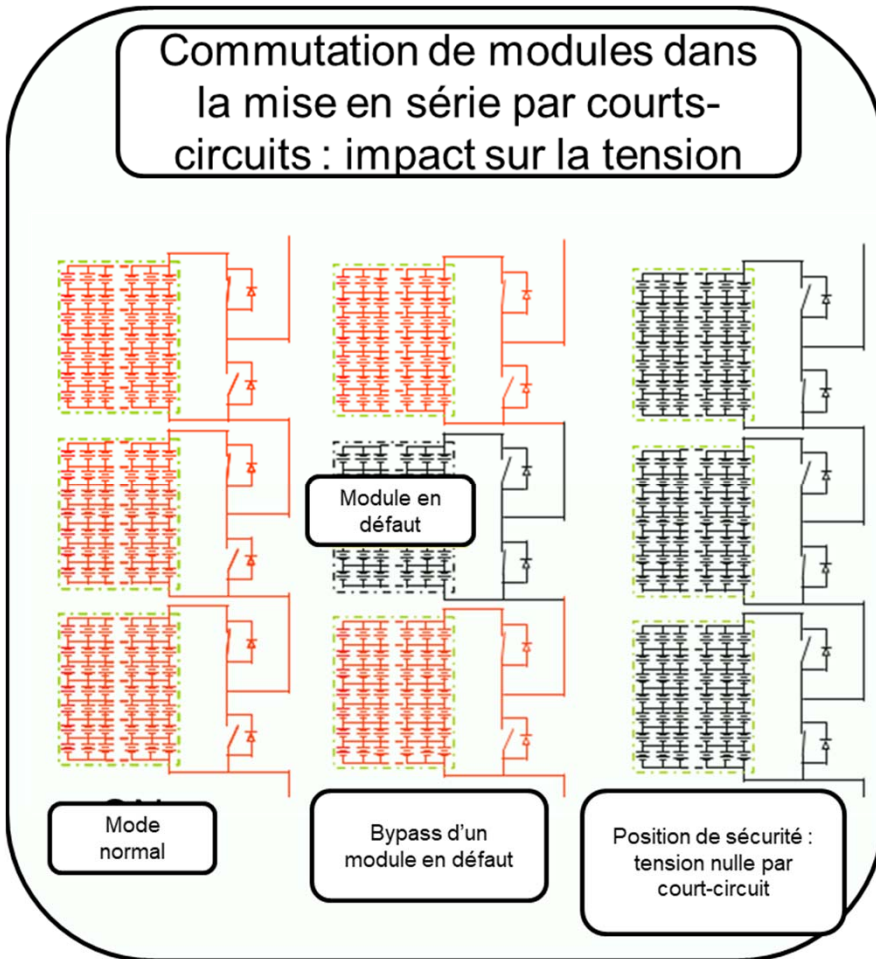 Commutation de modules dans
la mise en série par courts-
circuits : impact sur la tension
Module en
défaut
Mode
normal
Bypass d'un
module en défaut
Position de sécurité :
tension nulle par
court-circuit